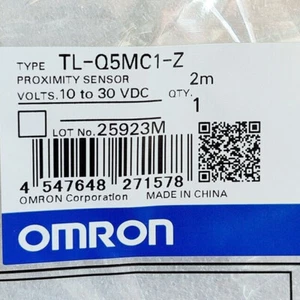 TYPE TL-Q5MC1-Z
PROXIMITY SENSOR 2m
VOLTS. 10 to 30 VDC QTY. 1
LOT No. 25923M
4 547648 271578
OMRON Corporation MADE IN CHINA
OMRON